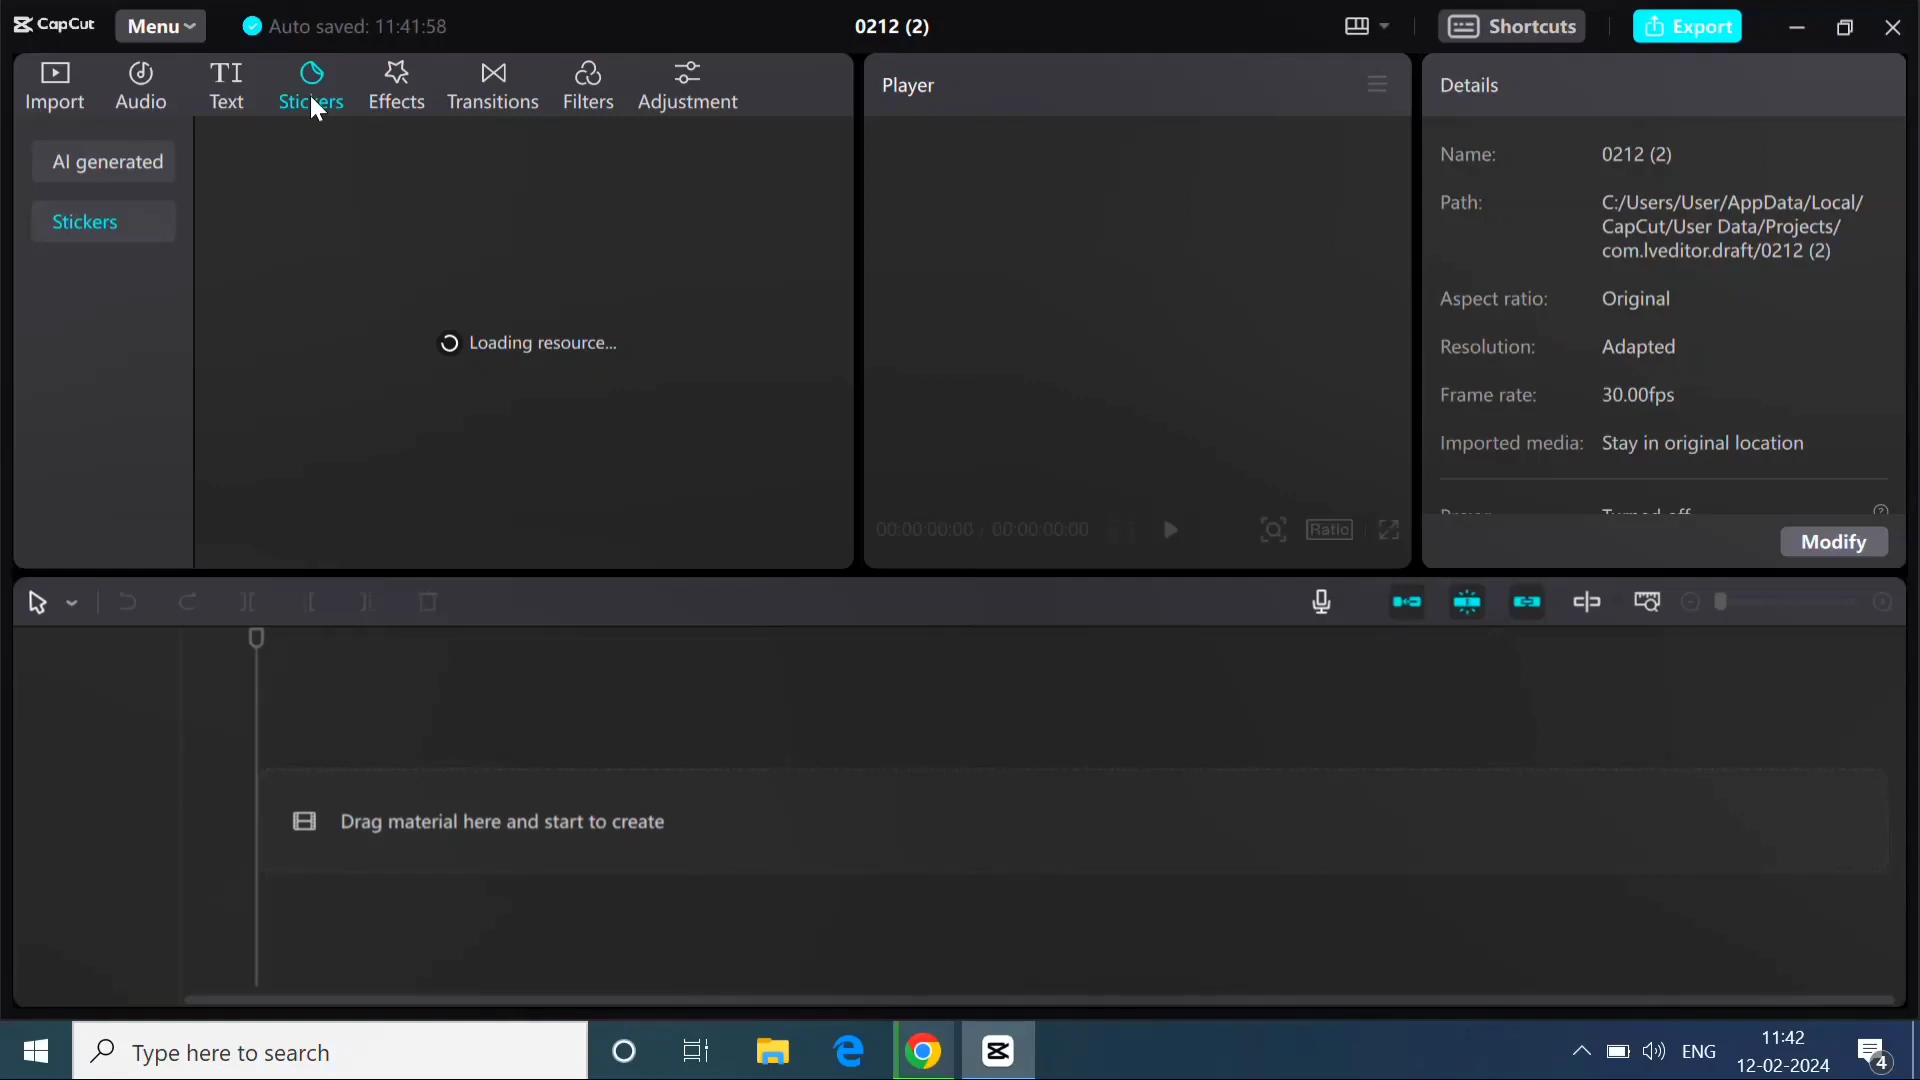 CapCut
Menu
Auto saved: 11:41:58
0212 (2)
Shortcuts
Export
Import
Audio
TI
Text
Stickers
Effects
Transitions
Filters
Adjustment
AI generated
Stickers
Loading resource...
Player
00:00:00:00 / 00:00:00:00
Ratio
Details
Name:
0212 (2)
Path:
C:/Users/User/AppData/Local/
CapCut/User Data/Projects/
com.lveditor.draft/0212 (2)
Aspect ratio:
Original
Resolution:
Adapted
Frame rate:
30.00fps
Imported media:
Stay in original location
Modify
Drag material here and start to create
Type here to search
ENG
11:42
12-02-2024
4